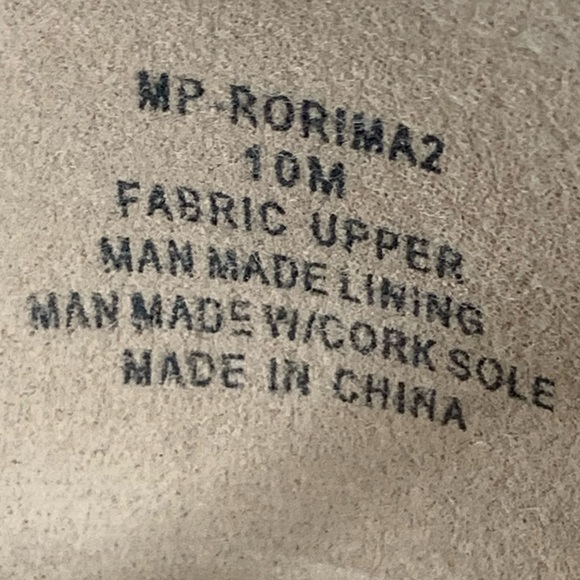 MP-RORIMA2
10M
FABRIC UPPER
MAN MADE LINING
MAN MADE W/CORK SOLE
MADE IN CHINA